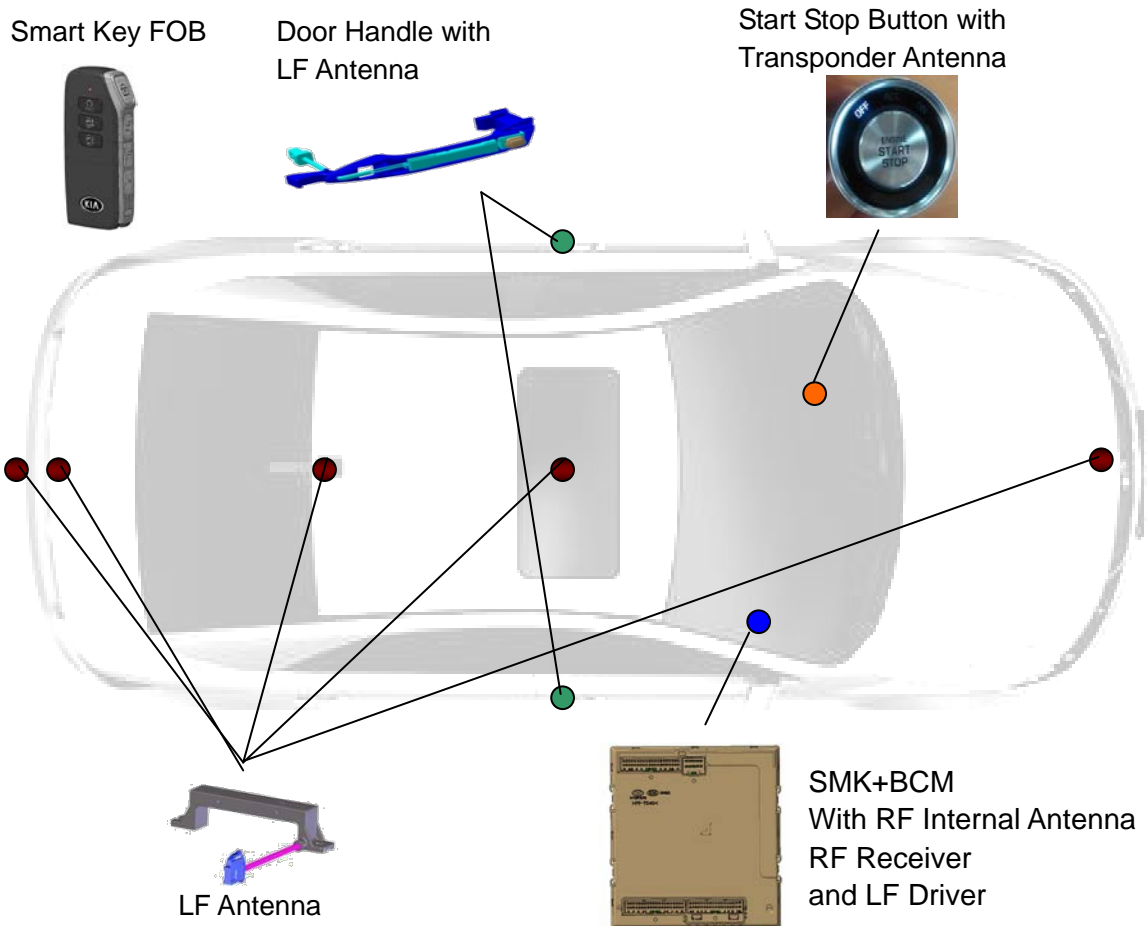 Smart Key FOB
Door Handle with
LF Antenna
Start Stop Button with
Transponder Antenna
OFF
ENGINE
START
STOP
KIA
LF Antenna
SMK+BCM
With RF Internal Antenna
RF Receiver
and LF Driver